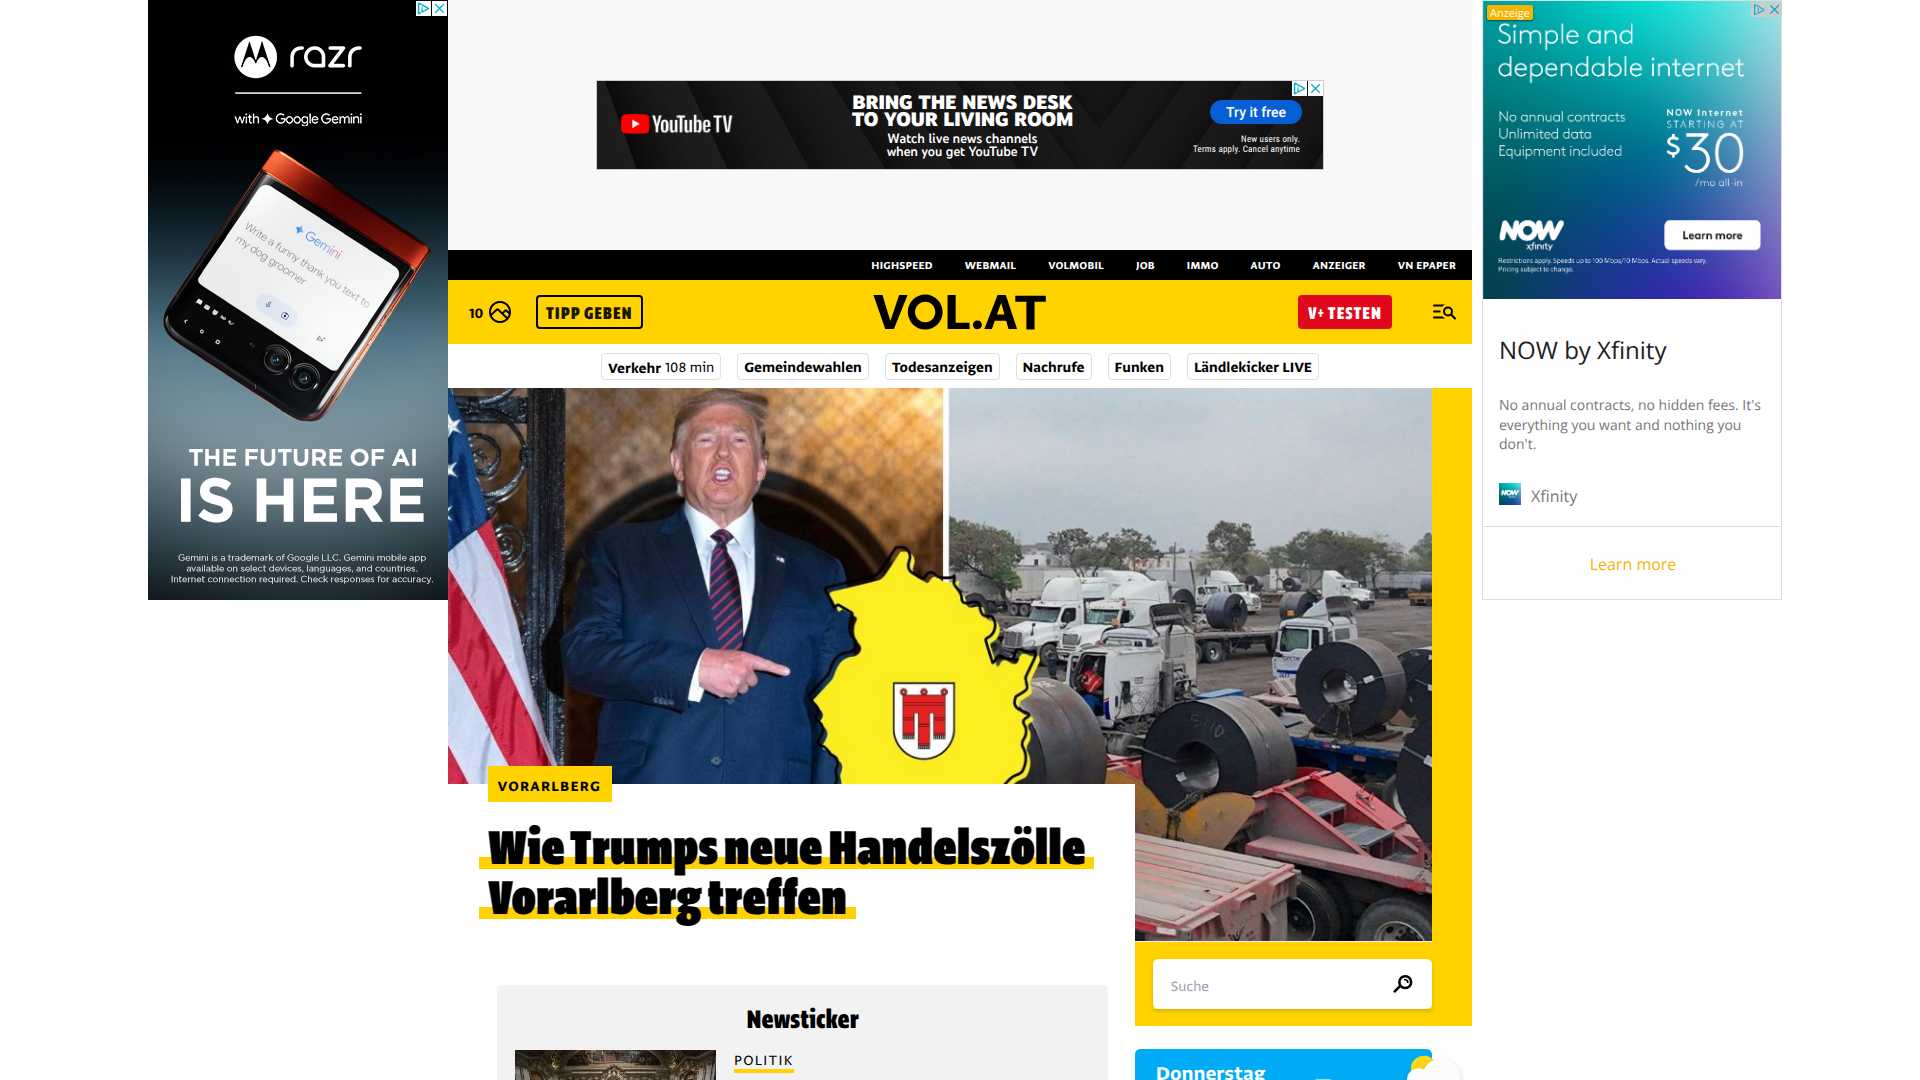 razr
with Google Gemini
Gemini
Write a funny thank you text to
my dog groomer
THE FUTURE OF AI
IS HERE
Gemini is a trademark of Google LLC. Gemini mobile app
available on select devices, languages, and countries.
Internet connection required. Check responses for accuracy.
YouTube TV
BRING THE NEWS DESK
TO YOUR LIVING ROOM
Watch live news channels
when you get YouTube TV
Try it free
New users only.
Terms apply. Cancel anytime
HIGHSPEED WEBMAIL VOLMOBIL JOB IMMO AUTO ANZEIGER VN EPAPER
10 TIPP GEBEN VOL.AT V+ TESTEN
Verkehr 108 min Gemeindewahlen Todesanzeigen Nachrufe Funken Ländlekicker LIVE
VORARLBERG
Wie Trumps neue Handelszölle
Vorarlberg treffen
Newsticker
POLITIK
Suche
Donnerstag
Anzeige
Simple and
dependable internet
No annual contracts
Unlimited data
Equipment included
NOW Internet
STARTING AT
$30
/mo all-in
NOW
xfinity
Learn more
Restrictions apply. Speeds up to 100 Mbps/10 Mbps. Actual speeds vary.
Pricing subject to change.
NOW by Xfinity
No annual contracts, no hidden fees. It's
everything you want and nothing you
don't.
NOW
Xfinity
Learn more